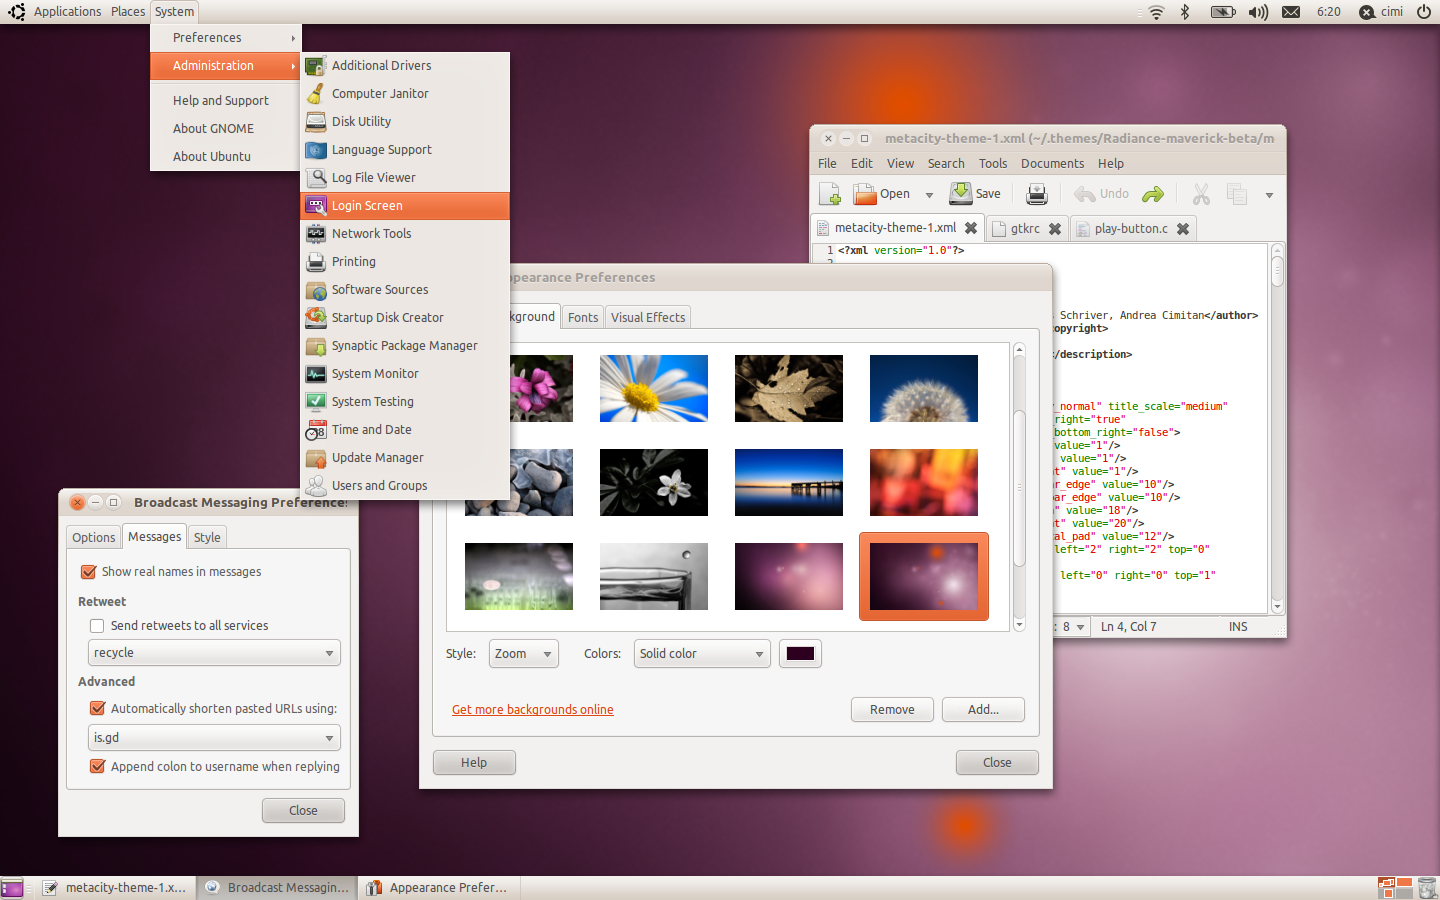 Applications Places System
6:20 cimi
Preferences
Administration
Help and Support
About GNOME
About Ubuntu
Additional Drivers
Computer Janitor
Disk Utility
Language Support
Log File Viewer
Login Screen
Network Tools
Printing
Software Sources
Startup Disk Creator
Synaptic Package Manager
System Monitor
System Testing
Time and Date
Update Manager
Users and Groups
metacity-theme-1.xml (~/.themes/Radiance-maverick-beta/m
File Edit View Search Tools Documents Help
Open Save Undo
metacity-theme-1.xml gtkrc play-button.c
1 <?xml version="1.0"?>
Schriver, Andrea Cimitan</author>
opyright>
</description>
_normal" title_scale="medium"
right="true"
bottom_right="false">
value="1"/>
value="1"/>
t" value="1"/>
ar_edge" value="10"/>
ar_edge" value="10"/>
" value="18"/>
t" value="20"/>
al_pad" value="12"/>
left="2" right="2" top="0"
left="0" right="0" top="1"
: 8 Ln 4, Col 7 INS
pearance Preferences
kground Fonts Visual Effects
Style: Zoom Colors: Solid color
Get more backgrounds online
Remove Add...
Help Close
Broadcast Messaging Preference
Options Messages Style
Show real names in messages
Retweet
Send retweets to all services
recycle
Advanced
Automatically shorten pasted URLs using:
is.gd
Append colon to username when replying
Close
metacity-theme-1.x... Broadcast Messagin... Appearance Prefer...